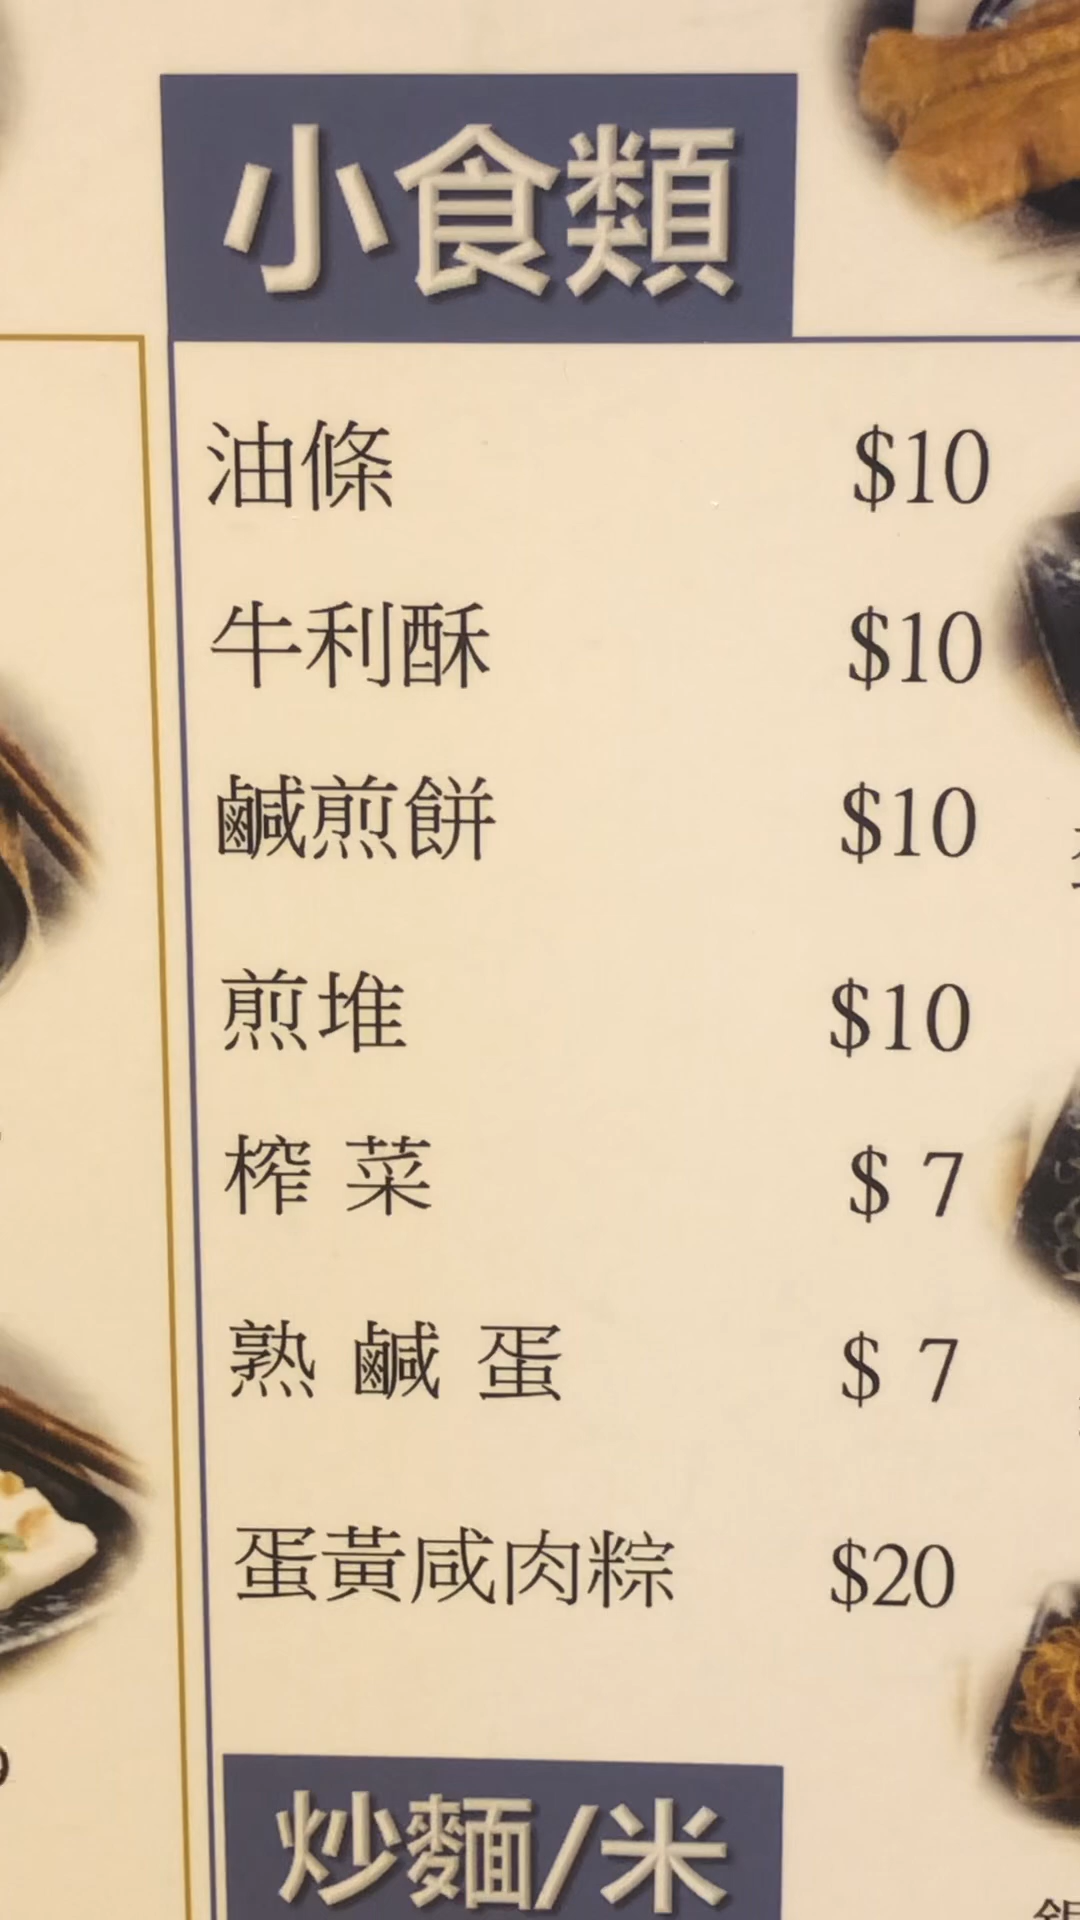 小食類
油條 $10
牛利酥 $10
鹹煎餅 $10
煎堆 $10
榨 菜 $ 7
熟 鹹 蛋 $ 7
蛋黃咸肉粽 $20
炒麵/米